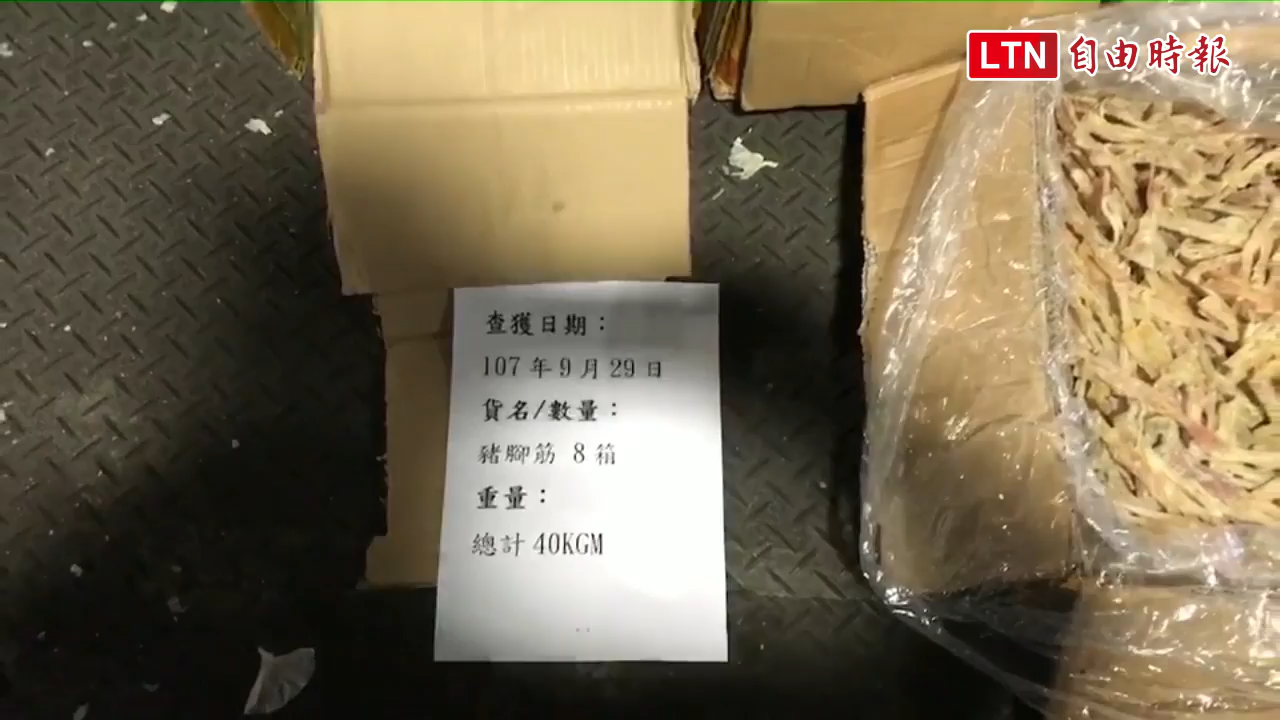 LTN 自由時報
查獲日期：
107年9月29日
貨名/數量：
豬腳筋 8箱
重量：
總計40KGM